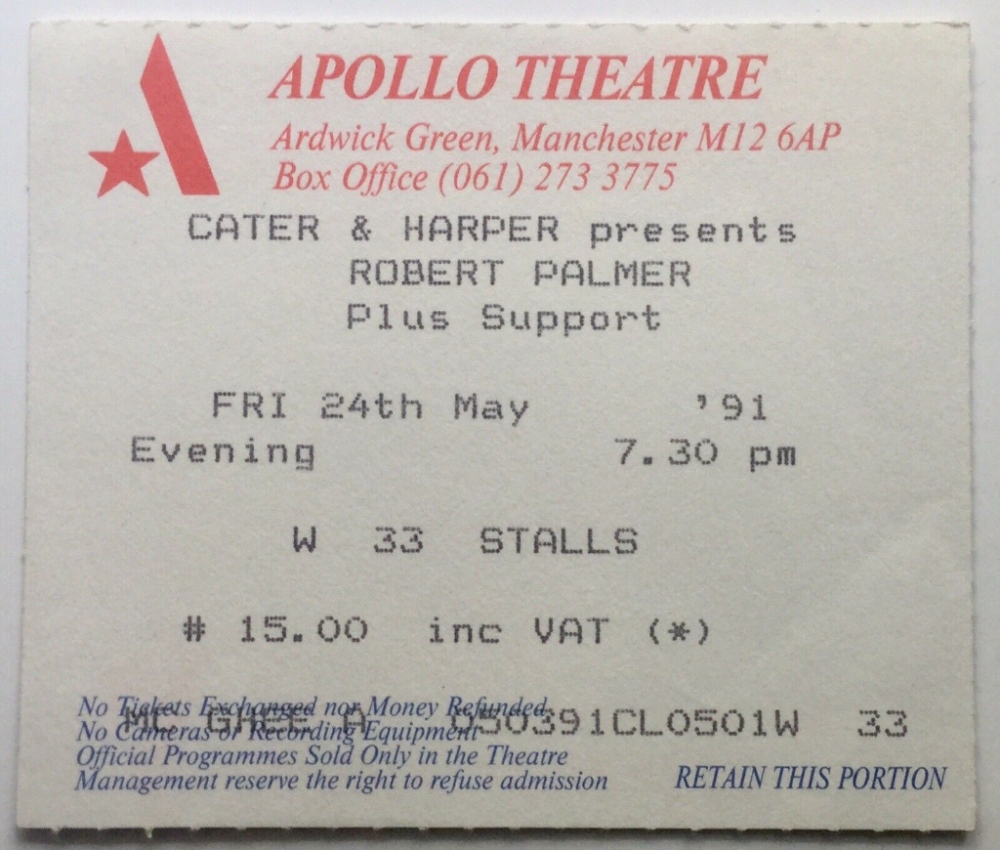 APOLLO THEATRE
Ardwick Green, Manchester M12 6AP
Box Office (061) 273 3775
CATER & HARPER presents
ROBERT PALMER
Plus Support
FRI 24th May '91
Evening 7.30 pm
W 33 STALLS
# 15.00 inc VAT (*)
No Tickets Exchanged nor Money Refunded
MC GHEE A 050391CL0501W 33
No Cameras or Recording Equipment
Official Programmes Sold Only in the Theatre
Management reserve the right to refuse admission
RETAIN THIS PORTION